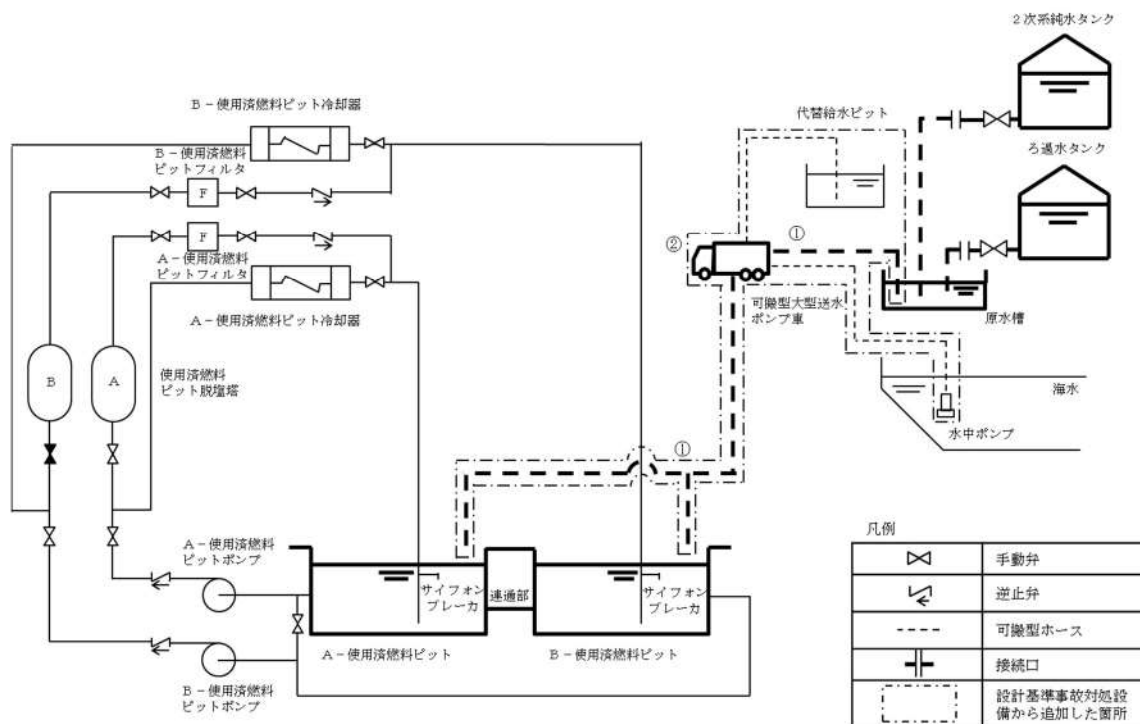 2次系純水タンク
B-使用済燃料ピット冷却器
代替給水ピット
B-使用済燃料
ピットフィルタ
F
ろ過水タンク
F
②
①
A-使用済燃料
ピットフィルタ
可搬型大型送水
ポンプ車
原水槽
A-使用済燃料ピット冷却器
B
A
使用済燃料
ピット脱塩塔
海水
水中ポンプ
①
A-使用済燃料
ピットポンプ
サイフォン
ブレーカ
連通部
サイフォン
ブレーカ
A-使用済燃料ピット
B-使用済燃料ピット
B-使用済燃料
ピットポンプ
凡例
手動弁
逆止弁
可搬型ホース
接続口
設計基準事故対処設
備から追加した箇所